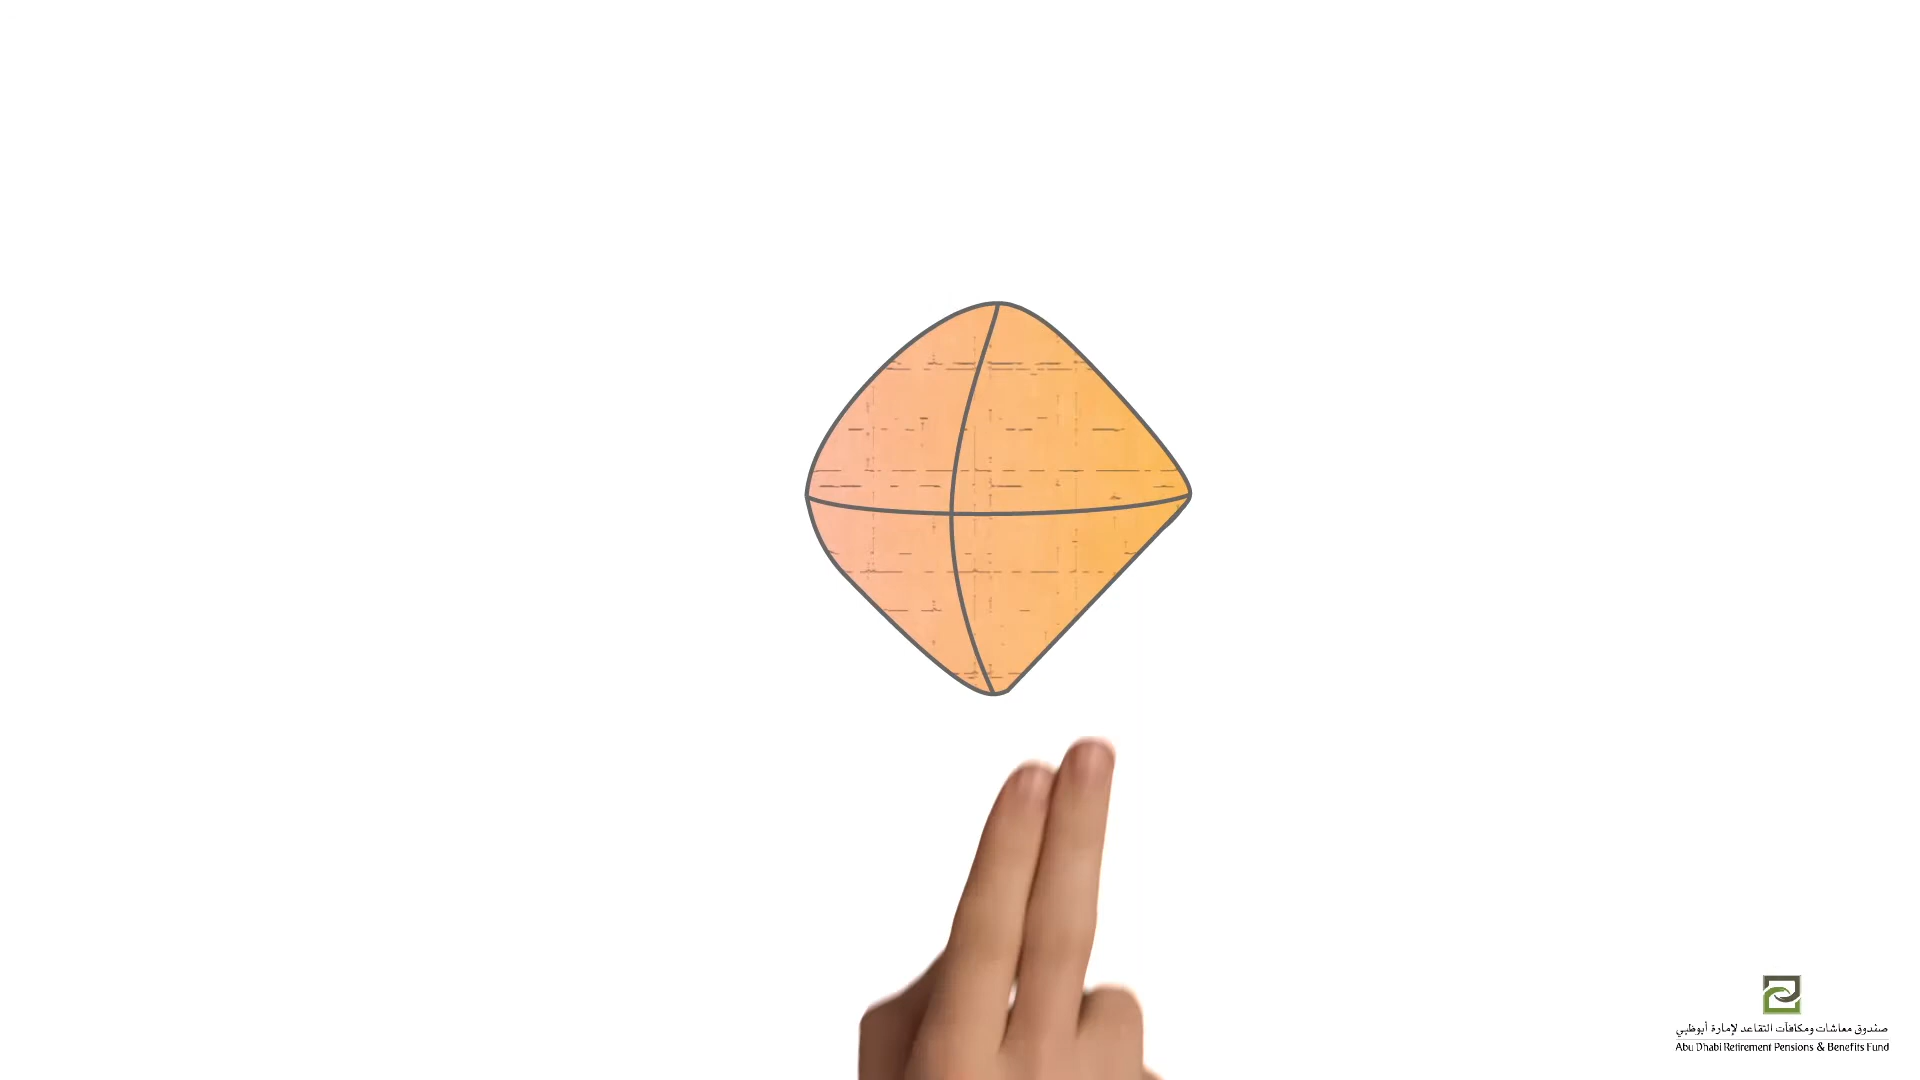 صندوق معاشات ومكافآت التقاعد لإمارة أبوظبي
Abu Dhabi Retirement Pensions & Benefits Fund